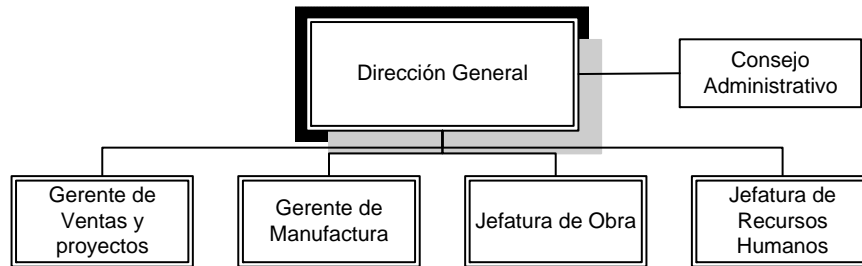 Dirección General
Consejo
Administrativo
Gerente de
Ventas y
proyectos
Gerente de
Manufactura
Jefatura de Obra
Jefatura de
Recursos
Humanos